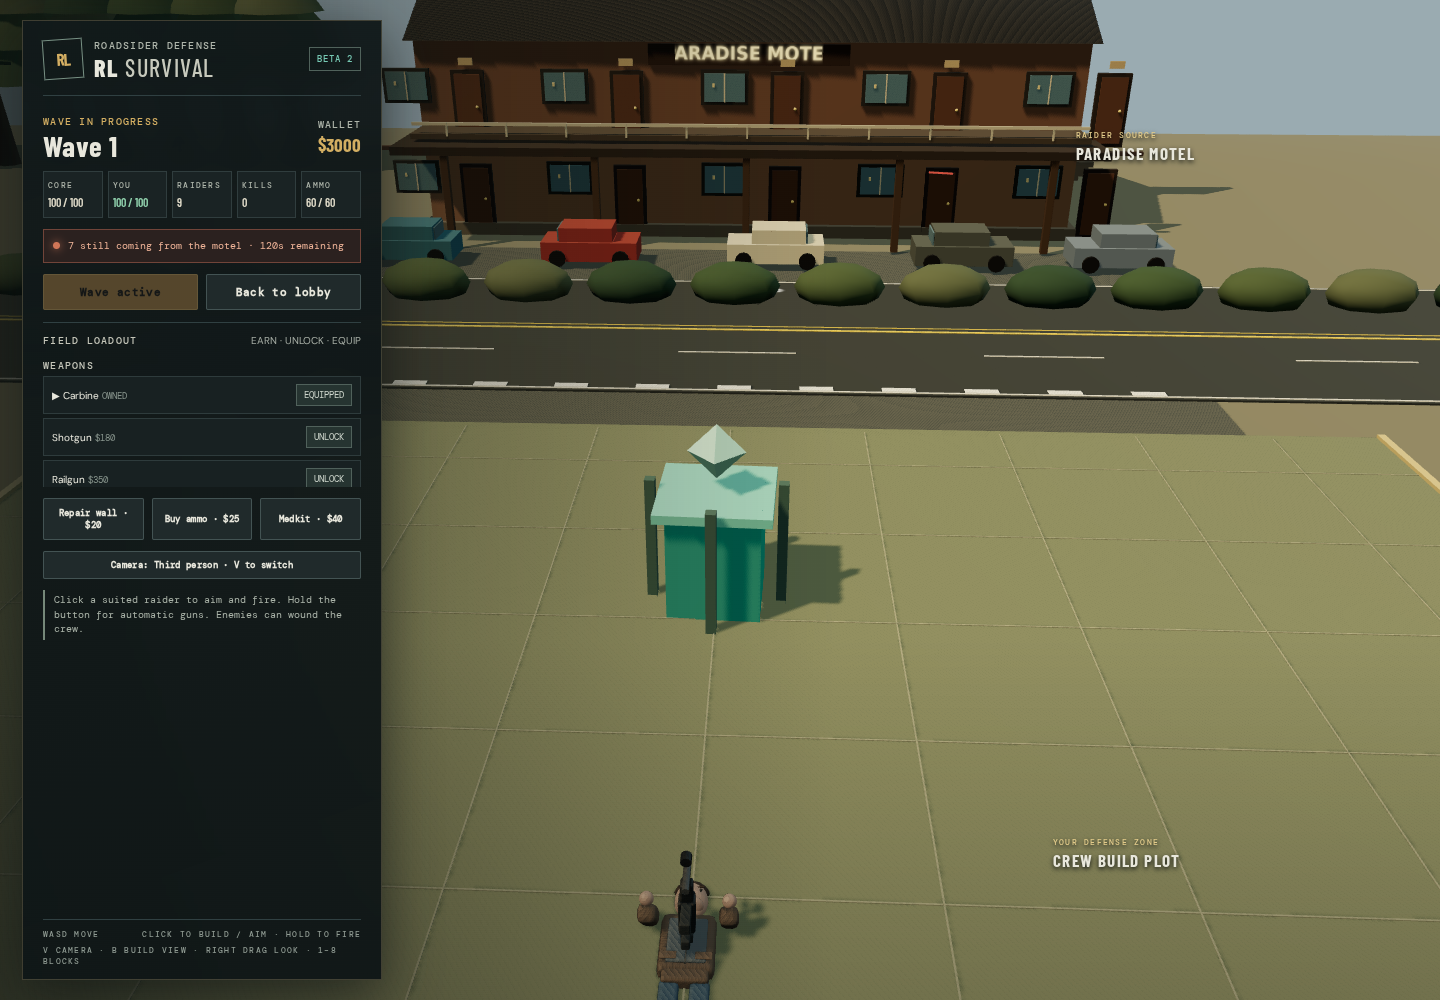 RL
ROADSIDER DEFENSE
RL SURVIVAL
BETA 2
WAVE IN PROGRESS
Wave 1
WALLET
$3000
CORE
100 / 100
YOU
100 / 100
RAIDERS
9
KILLS
0
AMMO
60 / 60
7 still coming from the motel · 120s remaining
Wave active
Back to lobby
FIELD LOADOUT
EARN · UNLOCK · EQUIP
WEAPONS
▶ Carbine OWNED
EQUIPPED
Shotgun $180
UNLOCK
Railgun $350
UNLOCK
Repair wall ·
$20
Buy ammo · $25
Medkit · $40
Camera: Third person · V to switch
Click a suited raider to aim and fire. Hold the
button for automatic guns. Enemies can wound the
crew.
WASD MOVE
CLICK TO BUILD / AIM · HOLD TO FIRE
V CAMERA · B BUILD VIEW · RIGHT DRAG LOOK · 1–8
BLOCKS
ARADISE MOTE
RAIDER SOURCE
PARADISE MOTEL
YOUR DEFENSE ZONE
CREW BUILD PLOT